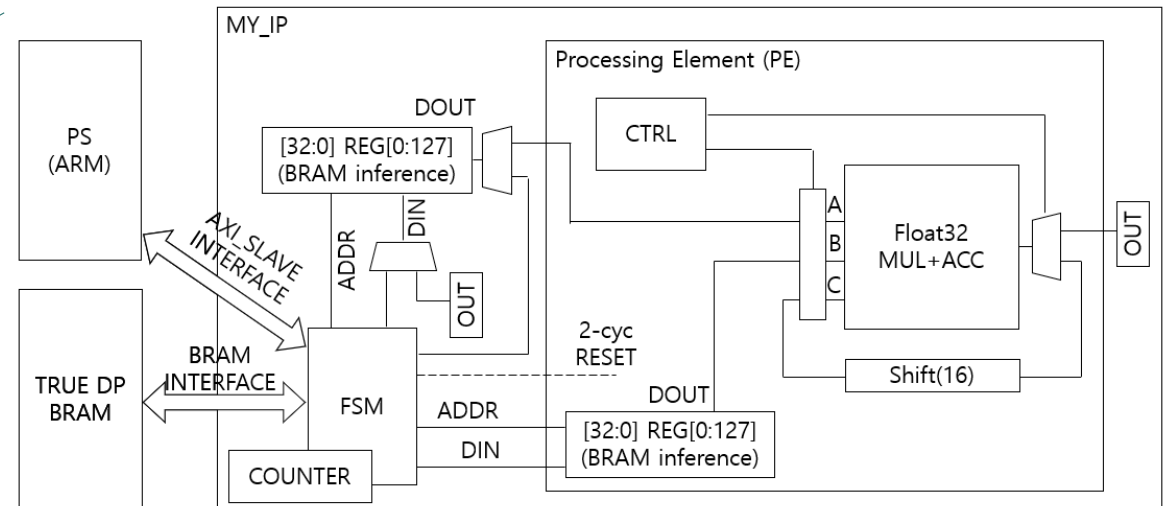 MY_IP
PS
(ARM)
Processing Element (PE)
DOUT
CTRL
[32:0] REG[0:127]
(BRAM inference)
A
B
C
Float32
MUL+ACC
OUT
AXI_SLAVE
INTERFACE
ADDR
DIN
OUT
2-cyc
RESET
Shift(16)
TRUE DP
BRAM
BRAM
INTERFACE
FSM
ADDR
DIN
DOUT
[32:0] REG[0:127]
(BRAM inference)
COUNTER